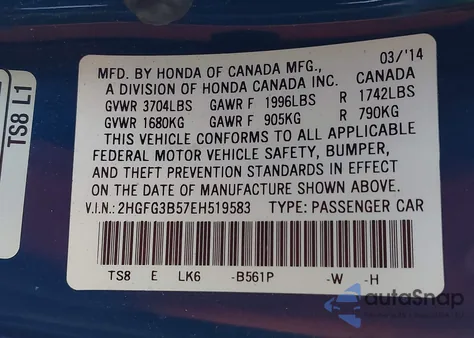 03/'14
MFD. BY HONDA OF CANADA MFG., CANADA
A DIVISION OF HONDA CANADA INC.
GVWR 3704LBS GAWR F 1996LBS R 1742LBS
GVWR 1680KG GAWR F 905KG R 790KG
THIS VEHICLE CONFORMS TO ALL APPLICABLE
FEDERAL MOTOR VEHICLE SAFETY, BUMPER,
AND THEFT PREVENTION STANDARDS IN EFFECT
ON THE DATE OF MANUFACTURE SHOWN ABOVE.
V.I.N.: 2HGFG3B57EH519583 TYPE: PASSENGER CAR
TS8 E LK6 -B561P -W -H
TS8 L1
autoSnap